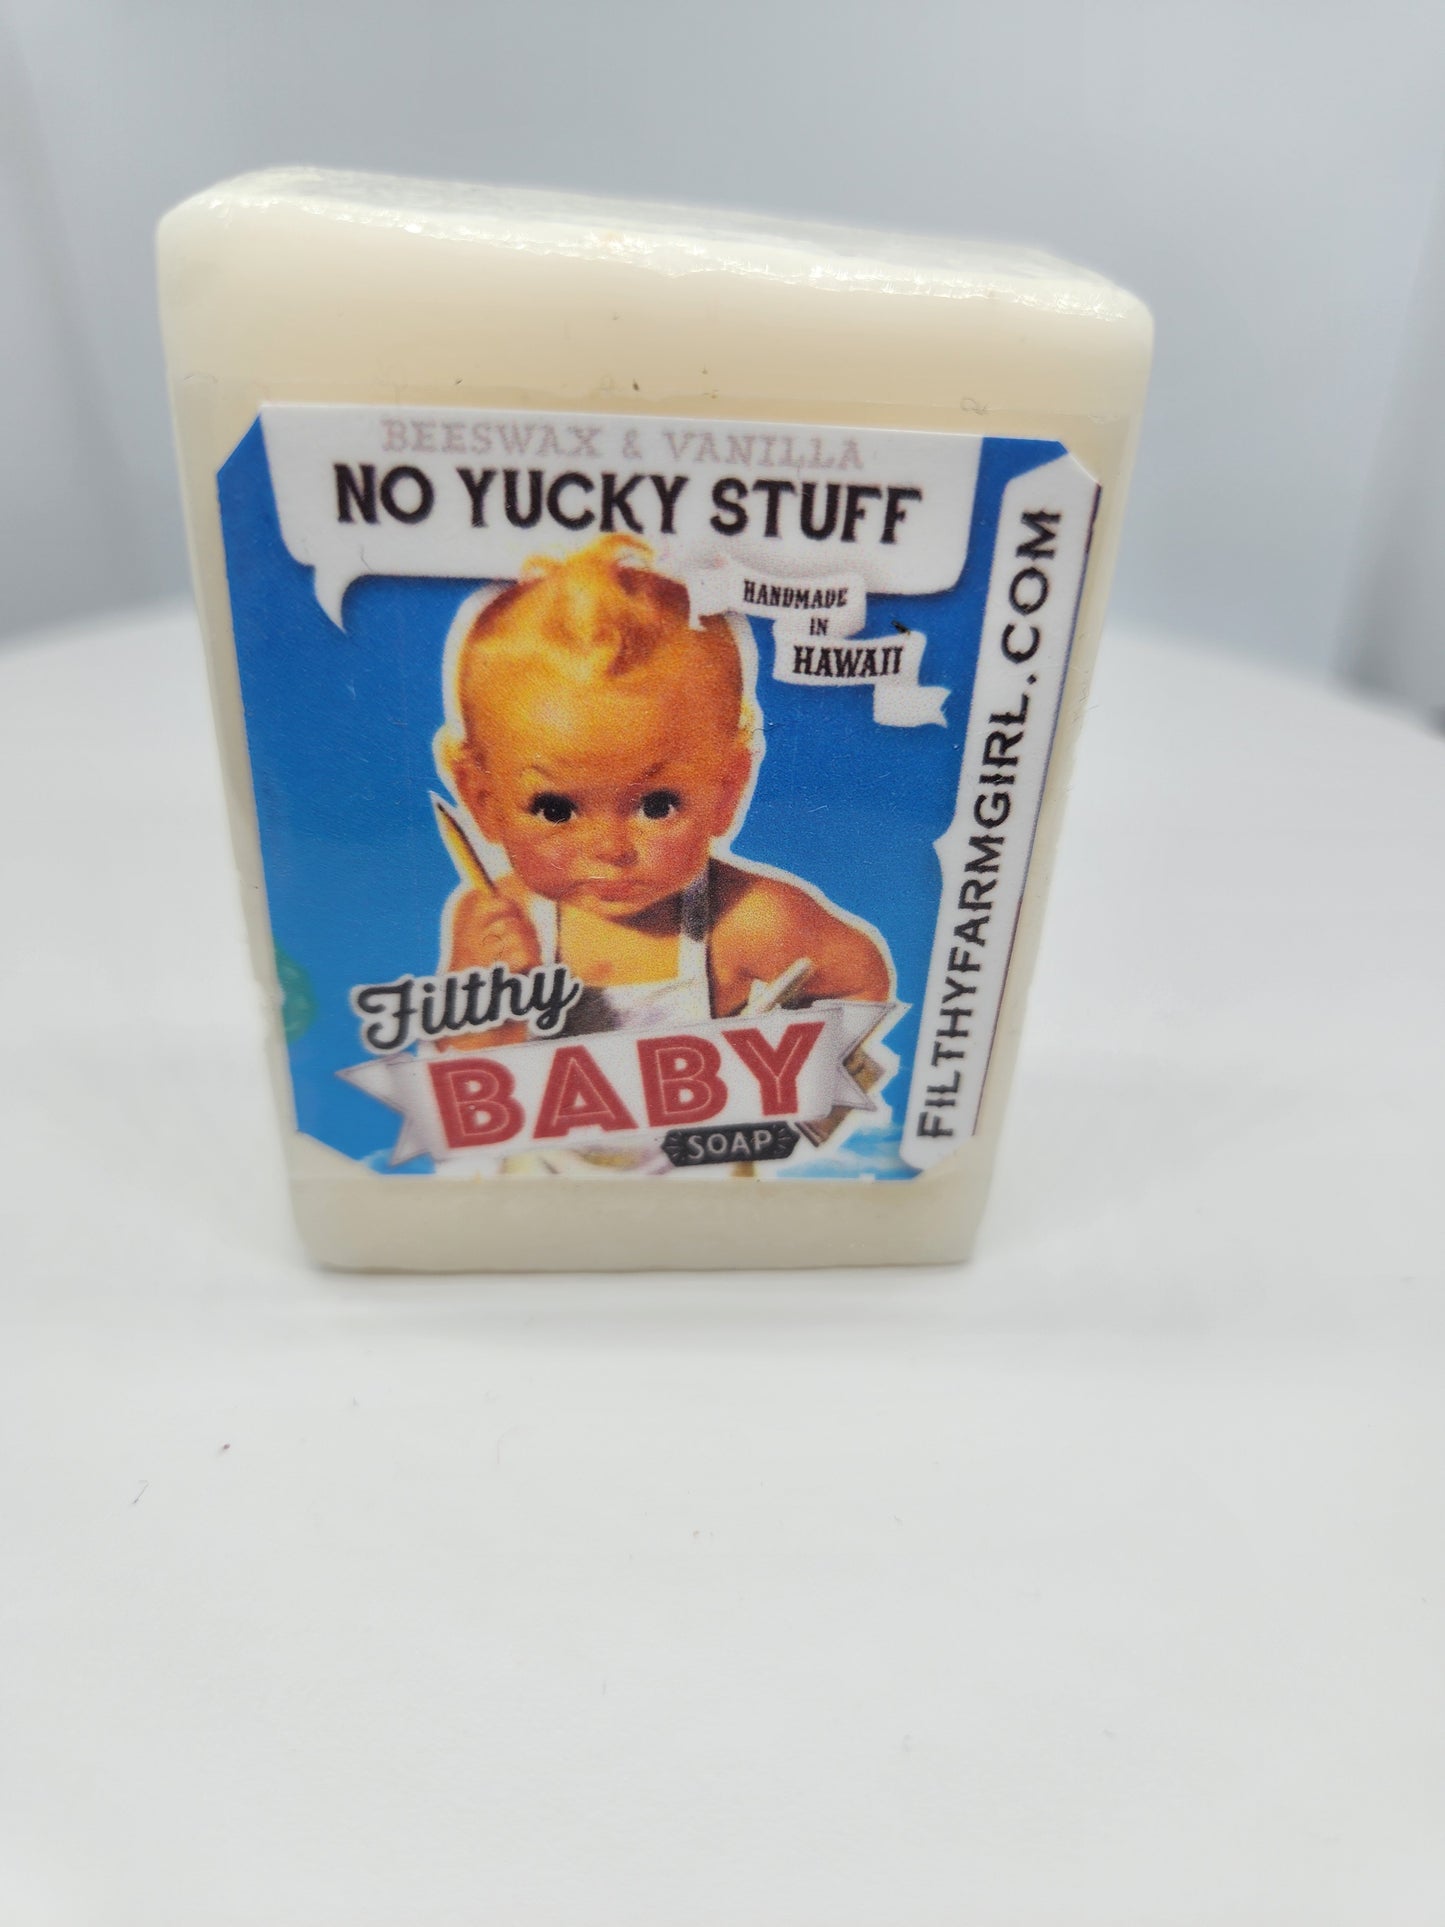 BEESWAX & VANILLA
NO YUCKY STUFF
HANDMADE
IN
HAWAII
FILTHYFARMGIRL.COM
Filthy
BABY
SOAP